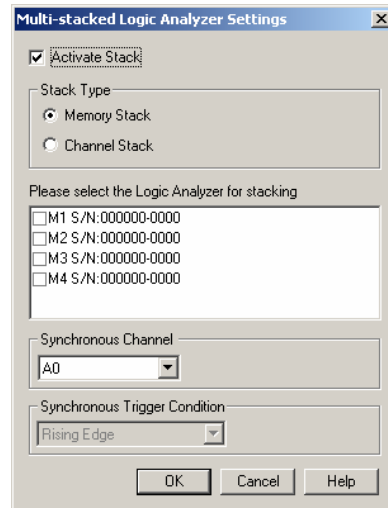 Multi-stacked Logic Analyzer Settings
Activate Stack
Stack Type
Memory Stack
Channel Stack
Please select the Logic Analyzer for stacking
M1 S/N:000000-0000
M2 S/N:000000-0000
M3 S/N:000000-0000
M4 S/N:000000-0000
Synchronous Channel
A0
Synchronous Trigger Condition
Rising Edge
OK Cancel Help